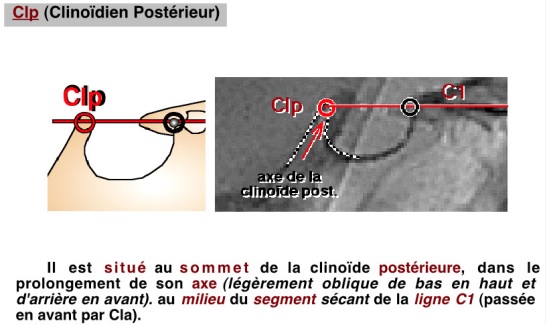 Clp (Clinoïdien Postérieur)
Clp
Clp
C1
axe de la
clinoïde post.
Il est situé au sommet de la clinoïde postérieure, dans le
prolongement de son axe (légèrement oblique de bas en haut et
d'arrière en avant). au milieu du segment sécant de la ligne C1 (passée
en avant par Cla).